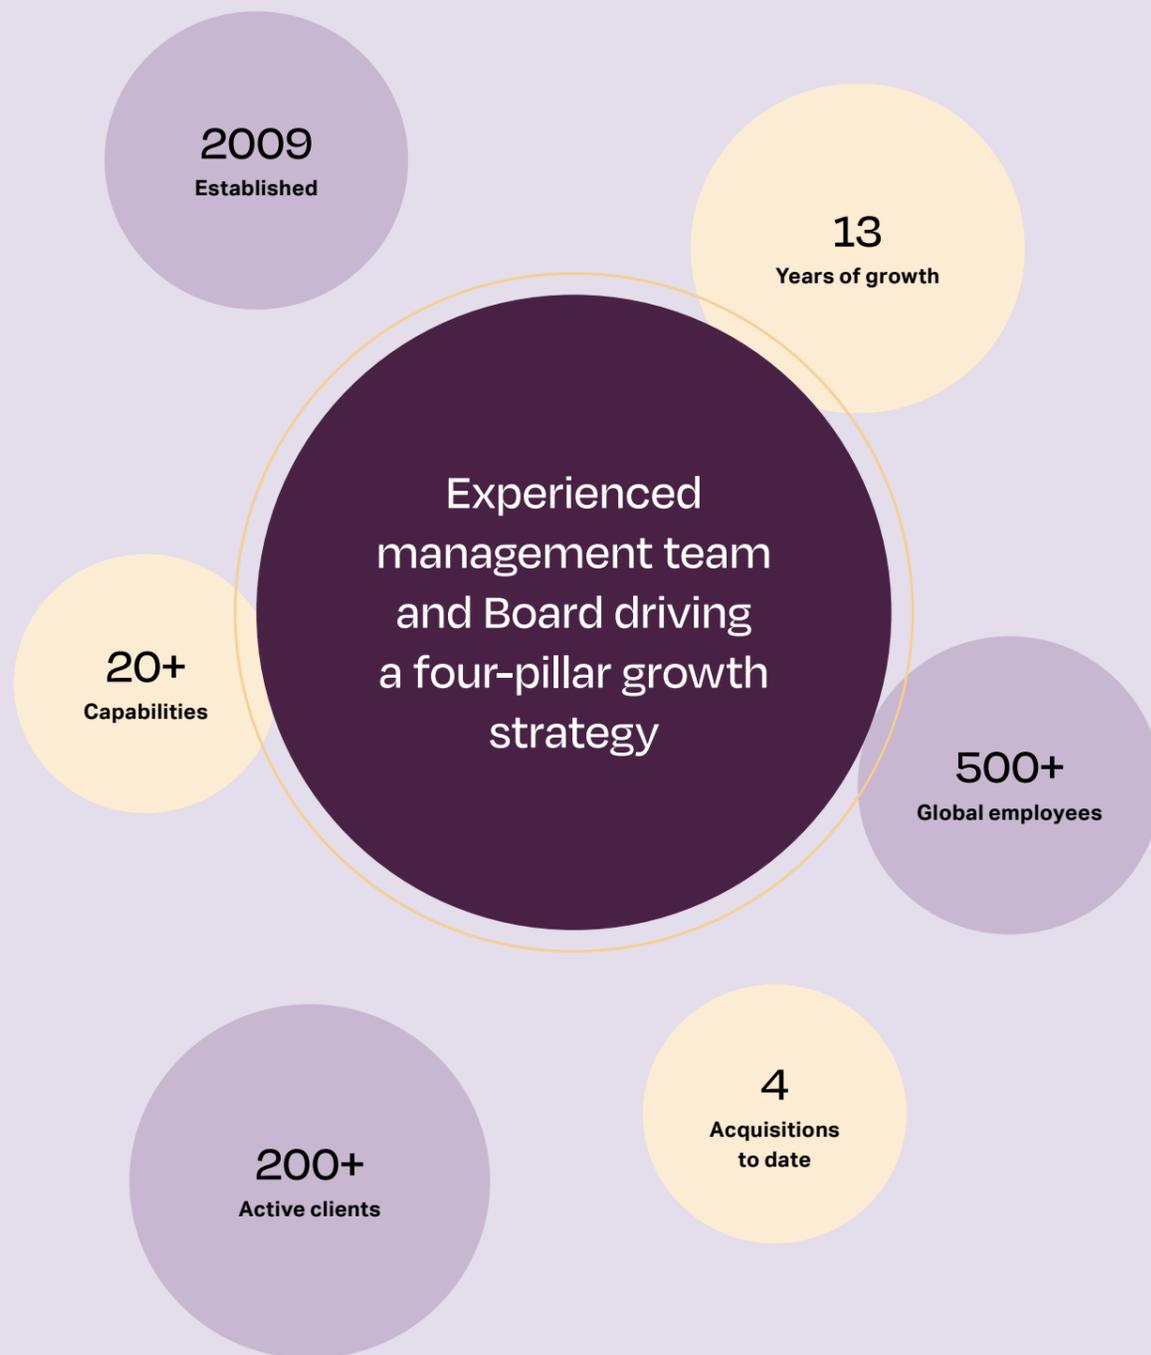 2009
Established
13
Years of growth
Experienced
management team
and Board driving
a four-pillar growth
strategy
20+
Capabilities
500+
Global employees
4
Acquisitions
to date
200+
Active clients